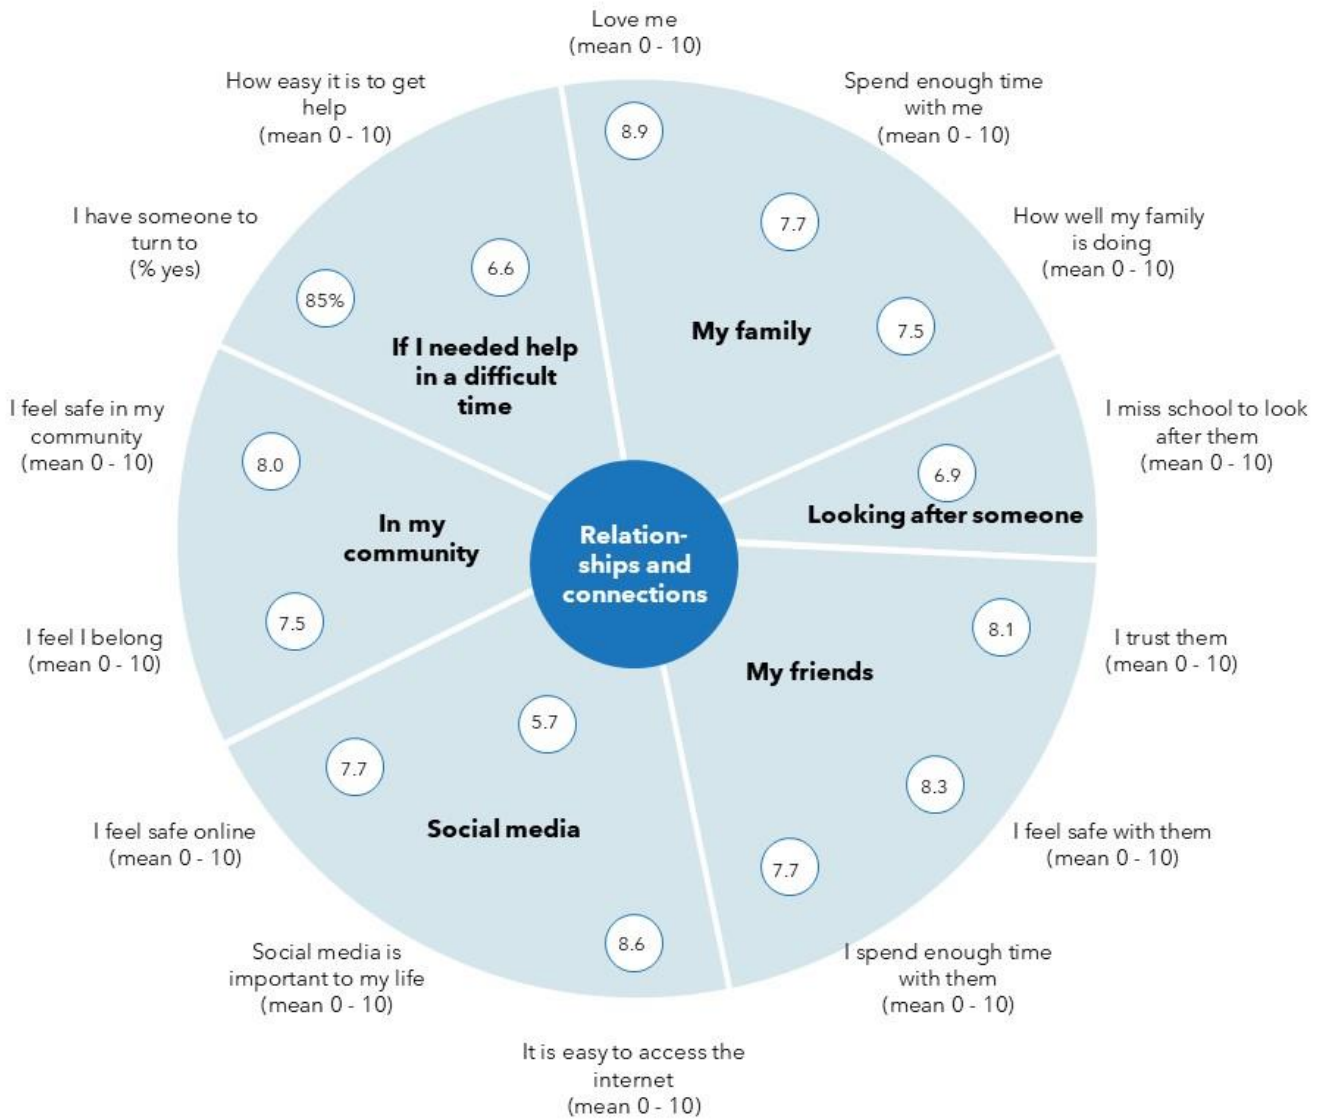 Love me
(mean 0 - 10)
Spend enough time
with me
(mean 0 - 10)
How well my family
is doing
(mean 0 - 10)
I miss school to look
after them
(mean 0 - 10)
I trust them
(mean 0 - 10)
I feel safe with them
(mean 0 - 10)
I spend enough time
with them
(mean 0 - 10)
It is easy to access the
internet
(mean 0 - 10)
Social media is
important to my life
(mean 0 - 10)
I feel safe online
(mean 0 - 10)
I feel I belong
(mean 0 - 10)
I feel safe in my
community
(mean 0 - 10)
I have someone to
turn to
(% yes)
How easy it is to get
help
(mean 0 - 10)
8.9
7.7
7.5
My family
6.9
Looking after someone
8.1
8.3
7.7
My friends
8.6
5.7
7.7
Social media
7.5
8.0
In my
community
85%
6.6
If I needed help
in a difficult
time
Relation-
ships and
connections